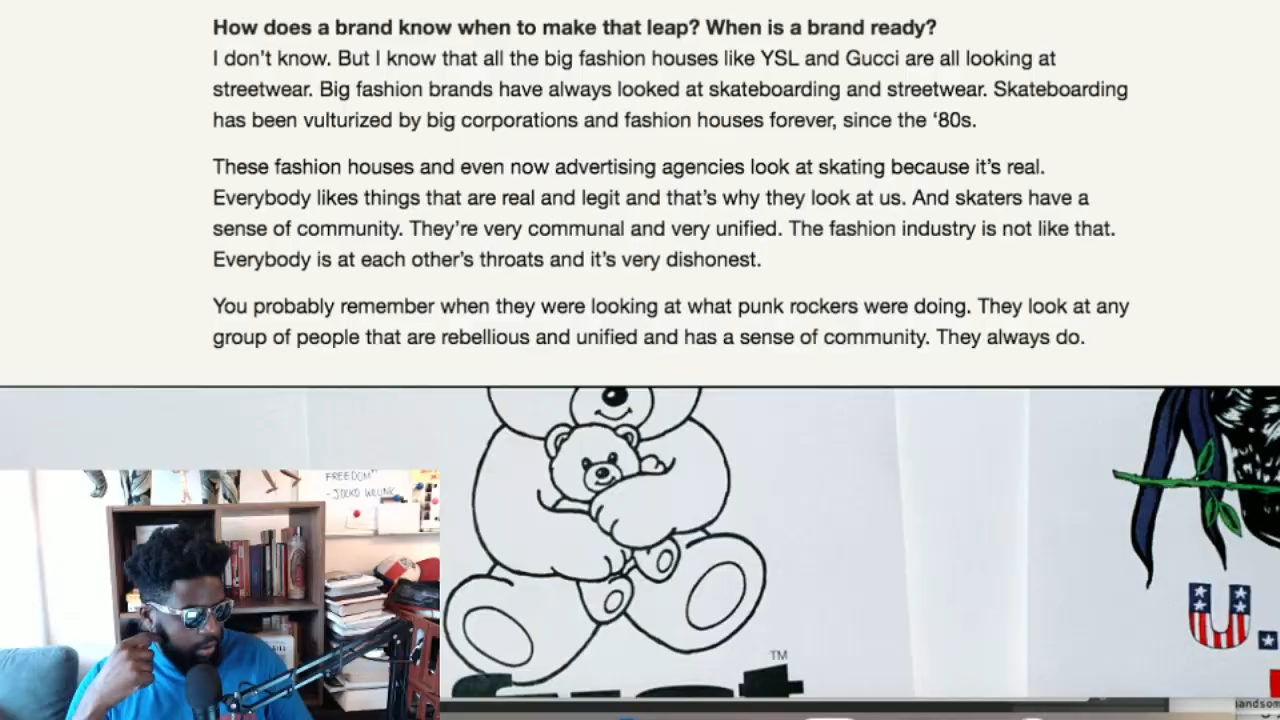 How does a brand know when to make that leap? When is a brand ready?
I don’t know. But I know that all the big fashion houses like YSL and Gucci are all looking at
streetwear. Big fashion brands have always looked at skateboarding and streetwear. Skateboarding
has been vulturized by big corporations and fashion houses forever, since the ‘80s.
These fashion houses and even now advertising agencies look at skating because it’s real.
Everybody likes things that are real and legit and that’s why they look at us. And skaters have a
sense of community. They’re very communal and very unified. The fashion industry is not like that.
Everybody is at each other’s throats and it’s very dishonest.
You probably remember when they were looking at what punk rockers were doing. They look at any
group of people that are rebellious and unified and has a sense of community. They always do.
FREEDOM"
-JOCKO WILLINK
TM
U.